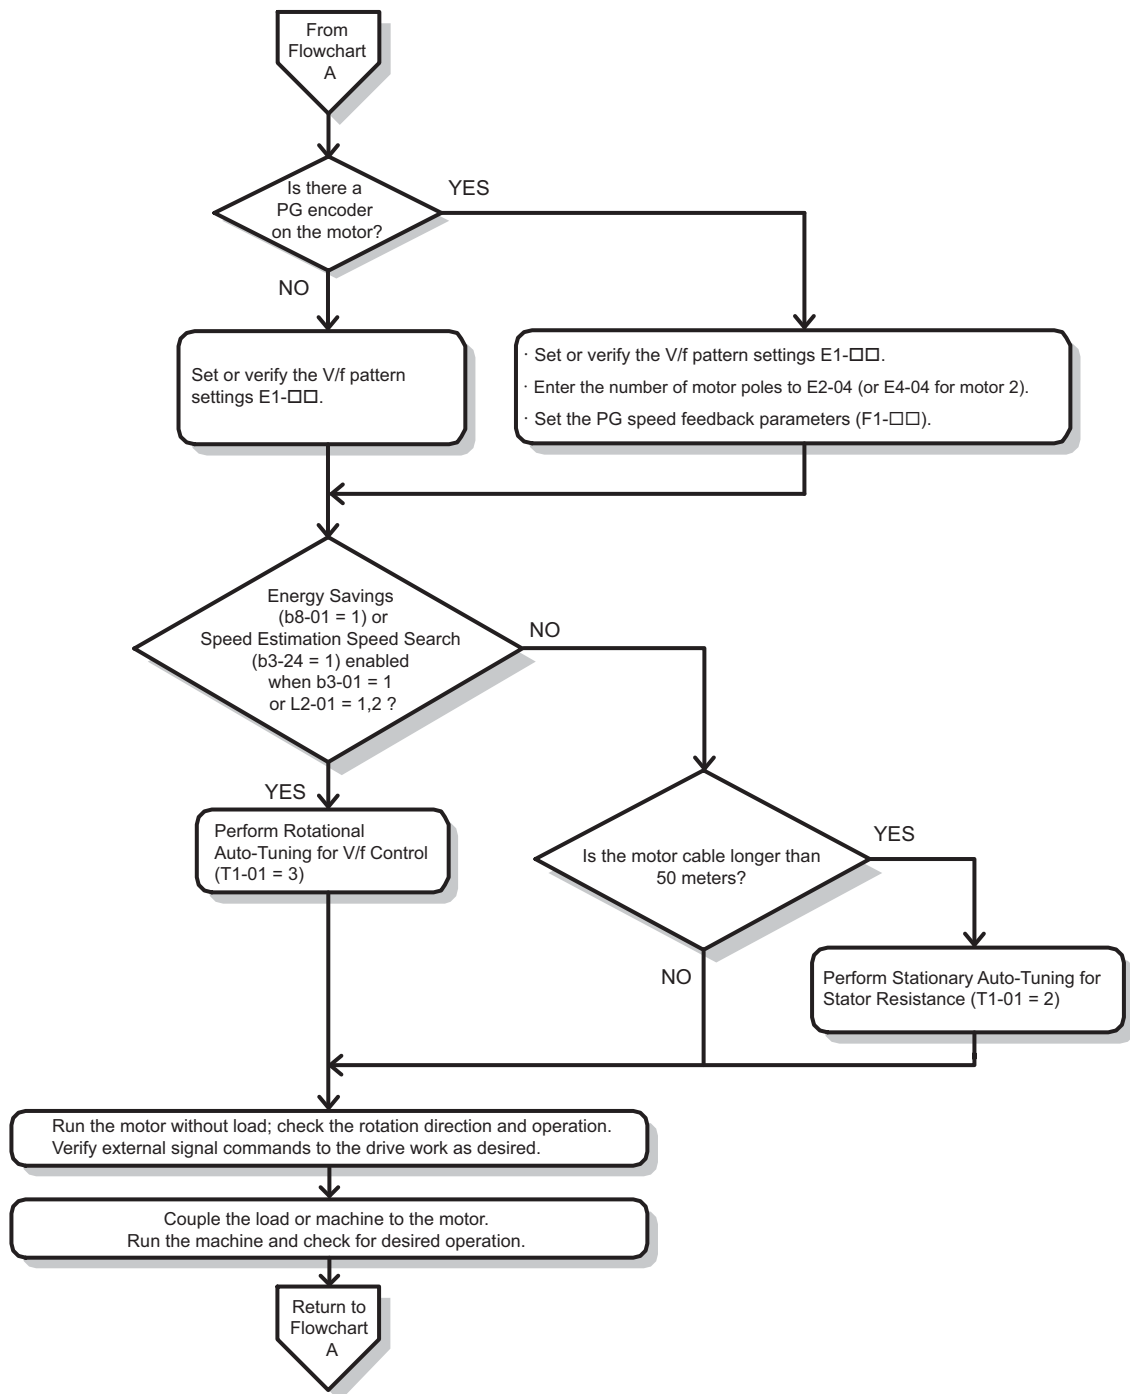 From
Flowchart
A
Is there a
PG encoder
on the motor?
YES
NO
Set or verify the V/f pattern
settings E1-□□.
· Set or verify the V/f pattern settings E1-□□.
· Enter the number of motor poles to E2-04 (or E4-04 for motor 2).
· Set the PG speed feedback parameters (F1-□□).
Energy Savings
(b8-01 = 1) or
Speed Estimation Speed Search
(b3-24 = 1) enabled
when b3-01 = 1
or L2-01 = 1,2 ?
NO
YES
Perform Rotational
Auto-Tuning for V/f Control
(T1-01 = 3)
Is the motor cable longer than
50 meters?
YES
NO
Perform Stationary Auto-Tuning for
Stator Resistance (T1-01 = 2)
Run the motor without load; check the rotation direction and operation.
Verify external signal commands to the drive work as desired.
Couple the load or machine to the motor.
Run the machine and check for desired operation.
Return to
Flowchart
A